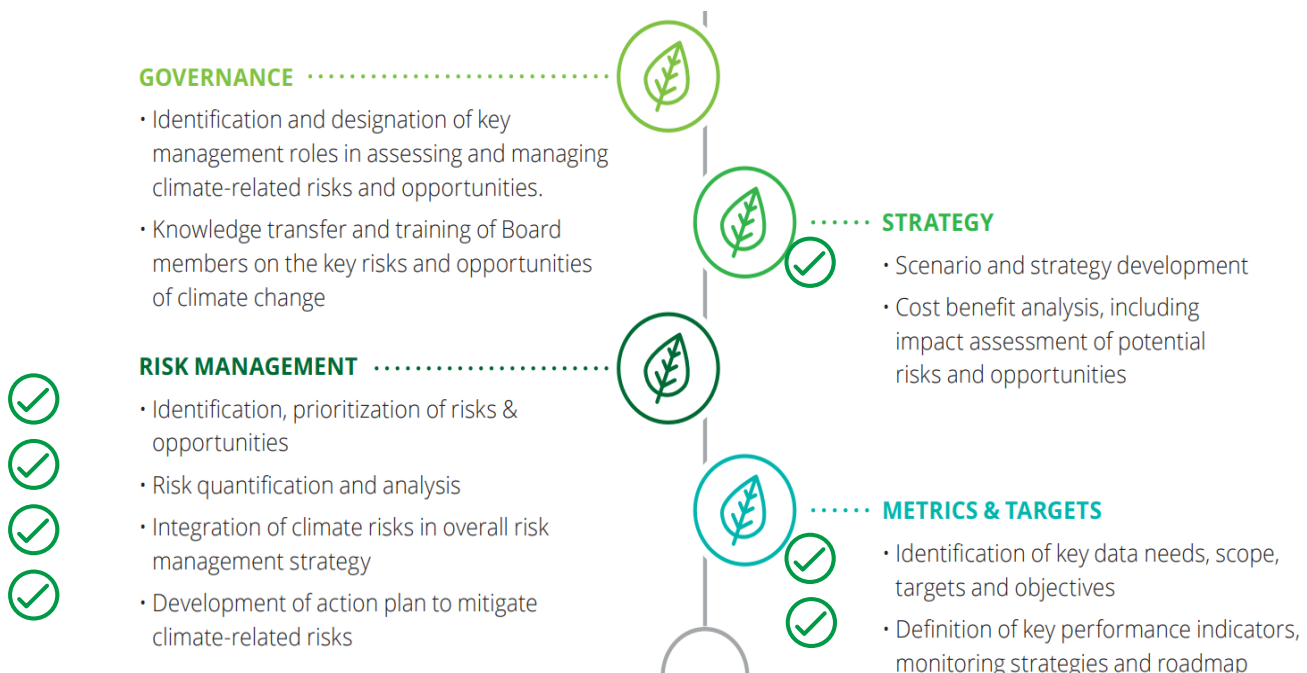 GOVERNANCE
• Identification and designation of key
management roles in assessing and managing
climate-related risks and opportunities.
• Knowledge transfer and training of Board
members on the key risks and opportunities
of climate change
STRATEGY
• Scenario and strategy development
• Cost benefit analysis, including
impact assessment of potential
risks and opportunities
RISK MANAGEMENT
• Identification, prioritization of risks &
opportunities
• Risk quantification and analysis
• Integration of climate risks in overall risk
management strategy
• Development of action plan to mitigate
climate-related risks
METRICS & TARGETS
• Identification of key data needs, scope,
targets and objectives
• Definition of key performance indicators,
monitoring strategies and roadmap